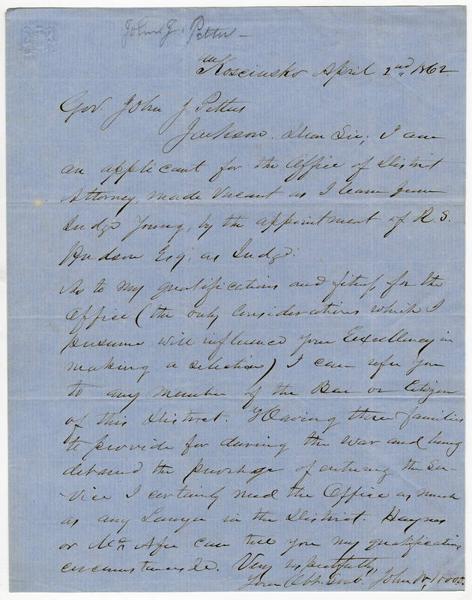 John J. Pettus
Kosciusko April 2nd 1862
Gov John J Pettus
Jackson. Dear Sir; I am
an applicant for the Office of District
Attorney, made vacant as I learn from
Judge Young, by the appointment of R. S.
Hudson Esq. as Judge.
As to my qualifications and fitness for the
Office (the only considerations which I
presume will influence your Excellency in
making a selection) I can refer you
to any member of the Bar or Citizen
of this District. Having three families
to provide for during the war and being
debared the privilege of entering the Ser-
vice I certainly need the Office as much
as any Lawyer in the District. Haynes
or McAfee can tell you my qualifications
circumstances &c. Very respectfully
Your Obt. Servt. John W.